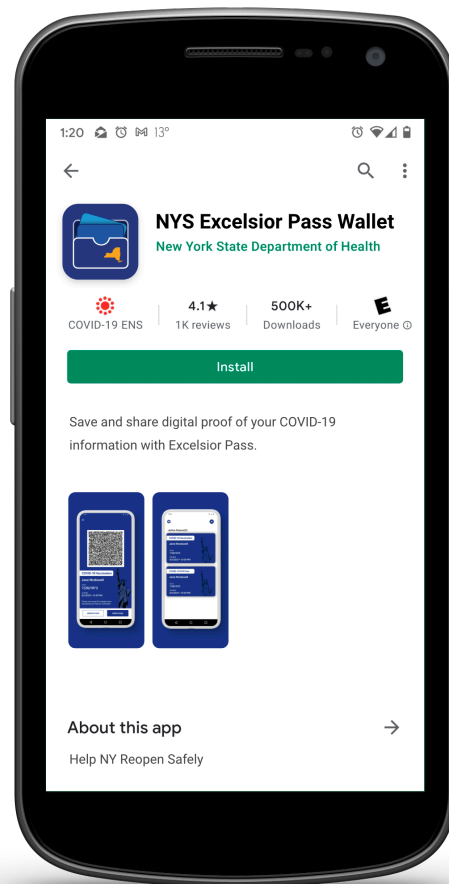 1:20 13°
NYS Excelsior Pass Wallet
New York State Department of Health
COVID-19 ENS
4.1★
1K reviews
500K+
Downloads
E
Everyone
Install
Save and share digital proof of your COVID-19
information with Excelsior Pass.
About this app
Help NY Reopen Safely